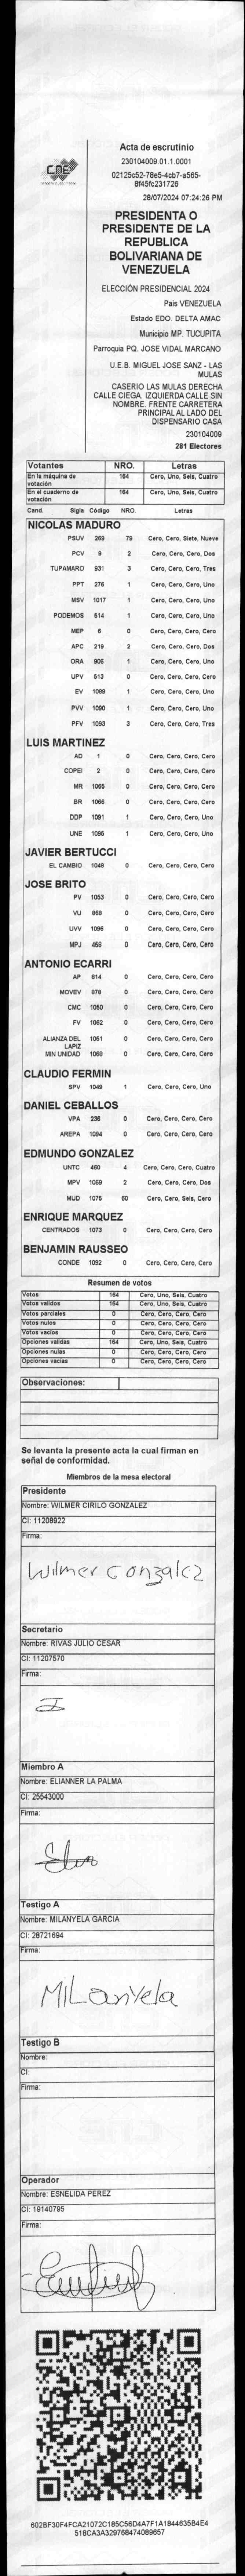 Acta de escrutinio
230104009.01.1.0001
02125c52-78e5-4cb7-a565-
8f45fc231726
28/07/2024 07:24:26 PM
CNE
PRESIDENTA O
PRESIDENTE DE LA
REPUBLICA
BOLIVARIANA DE
VENEZUELA
ELECCIÓN PRESIDENCIAL 2024
Pais VENEZUELA
Estado EDO. DELTA AMAC
Municipio MP. TUCUPITA
Parroquia PQ. JOSE VIDAL MARCANO
U.E.B. MIGUEL JOSE SANZ - LAS
MULAS
CASERIO LAS MULAS DERECHA
CALLE CIEGA. IZQUIERDA CALLE SIN
NOMBRE. FRENTE CARRETERA
PRINCIPAL AL LADO DEL
DISPENSARIO CASA
230104009
281 Electores
Votantes NRO. Letras
En la máquina de votación 164 Cero, Uno, Seis, Cuatro
En el cuaderno de votación 164 Cero, Uno, Seis, Cuatro
Cand. Sigla Código NRO. Letras
NICOLAS MADURO
PSUV 269 79 Cero, Cero, Siete, Nueve
PCV 9 2 Cero, Cero, Cero, Dos
TUPAMARO 931 3 Cero, Cero, Cero, Tres
PPT 276 1 Cero, Cero, Cero, Uno
MSV 1017 1 Cero, Cero, Cero, Uno
PODEMOS 514 1 Cero, Cero, Cero, Uno
MEP 6 0 Cero, Cero, Cero, Cero
APC 219 2 Cero, Cero, Cero, Dos
ORA 906 1 Cero, Cero, Cero, Uno
UPV 513 0 Cero, Cero, Cero, Cero
EV 1089 1 Cero, Cero, Cero, Uno
PVV 1090 1 Cero, Cero, Cero, Uno
PFV 1093 3 Cero, Cero, Cero, Tres
LUIS MARTINEZ
AD 1 0 Cero, Cero, Cero, Cero
COPEI 2 0 Cero, Cero, Cero, Cero
MR 1065 0 Cero, Cero, Cero, Cero
BR 1066 0 Cero, Cero, Cero, Cero
DDP 1091 1 Cero, Cero, Cero, Uno
UNE 1095 1 Cero, Cero, Cero, Uno
JAVIER BERTUCCI
EL CAMBIO 1048 0 Cero, Cero, Cero, Cero
JOSE BRITO
PV 1053 0 Cero, Cero, Cero, Cero
VU 868 0 Cero, Cero, Cero, Cero
UVV 1096 0 Cero, Cero, Cero, Cero
MPJ 459 0 Cero, Cero, Cero, Cero
ANTONIO ECARRI
AP 814 0 Cero, Cero, Cero, Cero
MOVEV 878 0 Cero, Cero, Cero, Cero
CMC 1050 0 Cero, Cero, Cero, Cero
FV 1062 0 Cero, Cero, Cero, Cero
ALIANZA DEL LAPIZ 1051 0 Cero, Cero, Cero, Cero
MIN UNIDAD 1069 0 Cero, Cero, Cero, Cero
CLAUDIO FERMIN
SPV 1049 1 Cero, Cero, Cero, Uno
DANIEL CEBALLOS
VPA 236 0 Cero, Cero, Cero, Cero
AREPA 1094 0 Cero, Cero, Cero, Cero
EDMUNDO GONZALEZ
UNTC 460 4 Cero, Cero, Cero, Cuatro
MPV 1069 2 Cero, Cero, Cero, Dos
MUD 1075 60 Cero, Cero, Seis, Cero
ENRIQUE MARQUEZ
CENTRADOS 1073 0 Cero, Cero, Cero, Cero
BENJAMIN RAUSSEO
CONDE 1092 0 Cero, Cero, Cero, Cero
Resumen de votos
Votos 164 Cero, Uno, Seis, Cuatro
Votos validos 164 Cero, Uno, Seis, Cuatro
Votos parciales 0 Cero, Cero, Cero, Cero
Votos nulos 0 Cero, Cero, Cero, Cero
Votos vacios 0 Cero, Cero, Cero, Cero
Opciones validas 164 Cero, Uno, Seis, Cuatro
Opciones nulas 0 Cero, Cero, Cero, Cero
Opciones vacias 0 Cero, Cero, Cero, Cero
Observaciones:
Se levanta la presente acta la cual firman en
señal de conformidad.
Miembros de la mesa electoral
Presidente
Nombre: WILMER CIRILO GONZALEZ
CI: 11208922
Firma:
Wilmer Gonzalez
Secretario
Nombre: RIVAS JULIO CESAR
CI: 11207570
Firma:
Miembro A
Nombre: ELIANNER LA PALMA
CI: 25543000
Firma:
Testigo A
Nombre: MILANYELA GARCIA
CI: 28721694
Firma:
MiLanyela
Testigo B
Nombre:
CI:
Firma:
Operador
Nombre: ESNELIDA PEREZ
CI: 19140795
Firma:
602BF30F4FCA21072C185C56D4A7F1A1844635B4E4
518CA3A329768474089657